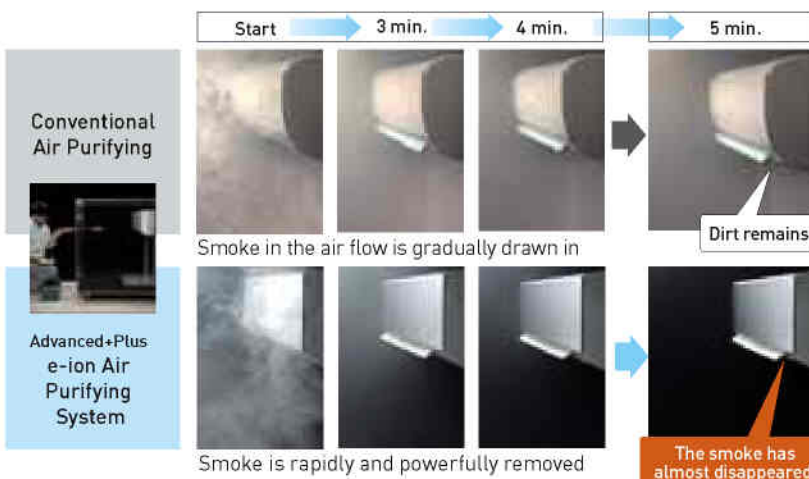 Start 3 min. 4 min. 5 min.
Conventional
Air Purifying
Dirt remains
Smoke in the air flow is gradually drawn in
Advanced+Plus
e-ion Air
Purifying
System
The smoke has
almost disappeared
Smoke is rapidly and powerfully removed